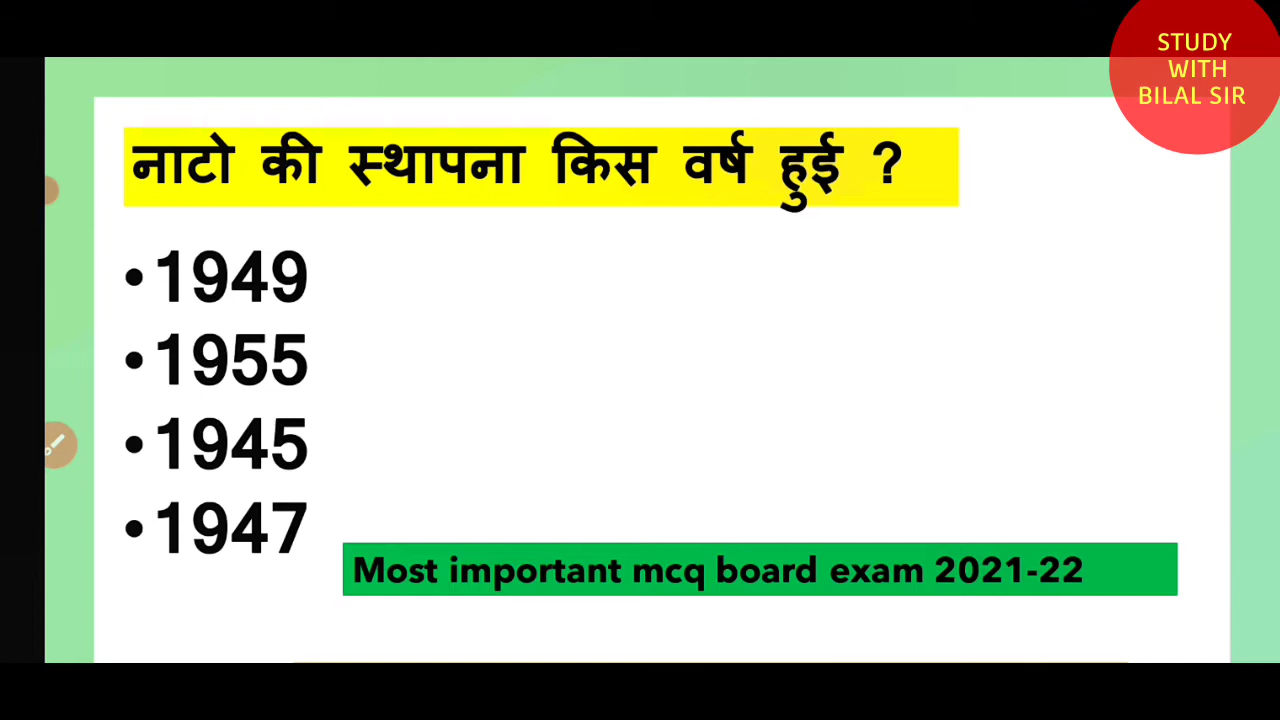 STUDY
WITH
BILAL SIR
नाटो की स्थापना किस वर्ष हुई ?
•1949
•1955
•1945
•1947
Most important mcq board exam 2021-22